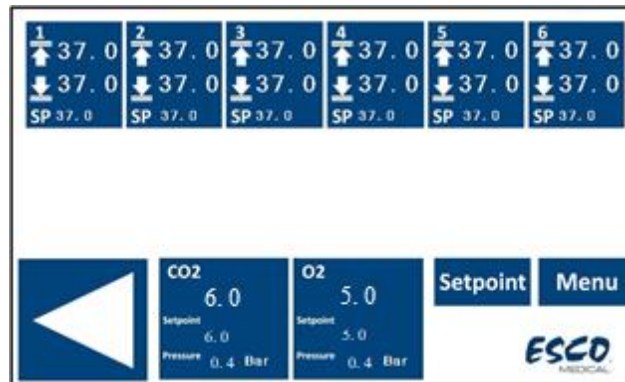 1 2 3 4 5 6
37.0 37.0 37.0 37.0 37.0 37.0
37.0 37.0 37.0 37.0 37.0 37.0
SP 37.0 SP 37.0 SP 37.0 SP 37.0 SP 37.0 SP 37.0
CO2
6.0
Setpoint
6.0
Pressure 0.4 Bar
O2
5.0
Setpoint
5.0
Pressure 0.4 Bar
Setpoint
Menu
ESCO
MEDICAL